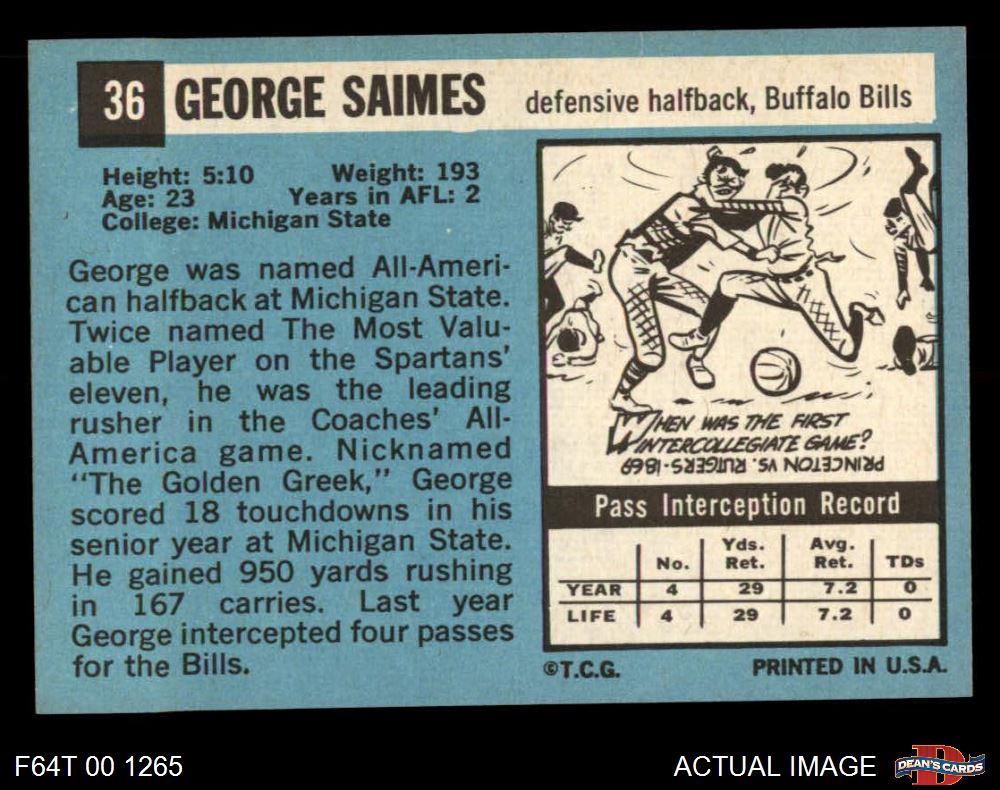 36 GEORGE SAIMES defensive halfback, Buffalo Bills
Height: 5:10 Weight: 193
Age: 23 Years in AFL: 2
College: Michigan State
George was named All-Ameri-
can halfback at Michigan State.
Twice named The Most Valu-
able Player on the Spartans'
eleven, he was the leading
rusher in the Coaches' All-
America game. Nicknamed
"The Golden Greek," George
scored 18 touchdowns in his
senior year at Michigan State.
He gained 950 yards rushing
in 167 carries. Last year
George intercepted four passes
for the Bills.
WHEN WAS THE FIRST
INTERCOLLEGIATE GAME?
PRINCETON VS. RUTGERS-1869
Pass Interception Record
No. Yds. Ret. Avg. Ret. TDs
YEAR 4 29 7.2 0
LIFE 4 29 7.2 0
©T.C.G. PRINTED IN U.S.A.
F64T 00 1265 ACTUAL IMAGE DEAN'S CARDS